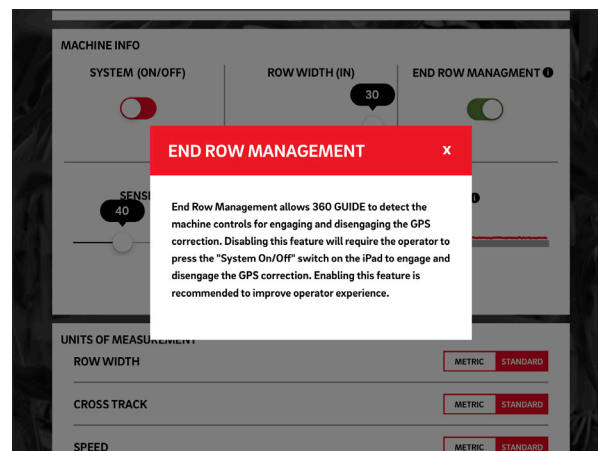 MACHINE INFO
SYSTEM (ON/OFF)
ROW WIDTH (IN)
END ROW MANAGMENT i
30
END ROW MANAGEMENT
x
40
End Row Management allows 360 GUIDE to detect the
machine controls for engaging and disengaging the GPS
correction. Disabling this feature will require the operator to
press the "System On/Off" switch on the iPad to engage and
disengage the GPS correction. Enabling this feature is
recommended to improve operator experience.
UNITS OF MEASUREMENT
ROW WIDTH
METRIC STANDARD
CROSS TRACK
METRIC STANDARD
SPEED
METRIC STANDARD